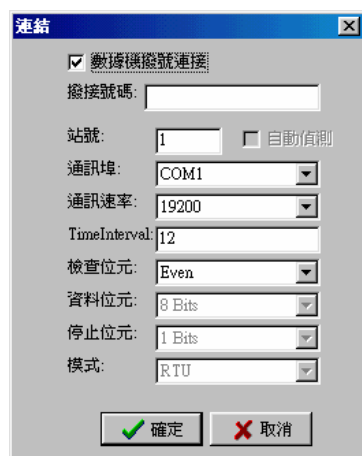 連結
數據機撥號連接
撥接號碼:
站號: 1 自動偵測
通訊埠: COM1
通訊速率: 19200
TimeInterval: 12
檢查位元: Even
資料位元: 8 Bits
停止位元: 1 Bits
模式: RTU
確定 取消